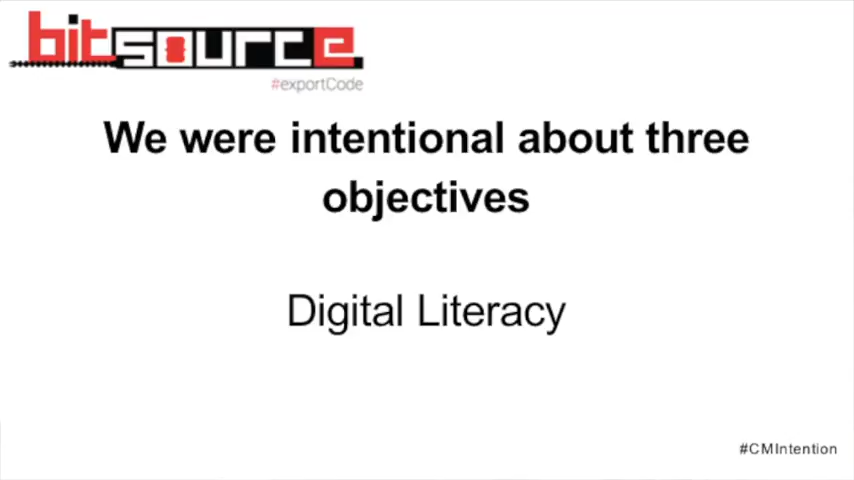 bitsource
#exportCode
We were intentional about three
objectives
Digital Literacy
#CMIntention